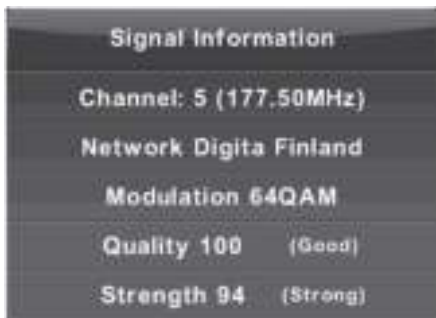 Signal Information
Channel: 5 (177.50MHz)
Network Digita Finland
Modulation 64QAM
Quality 100 (Good)
Strength 94 (Strong)